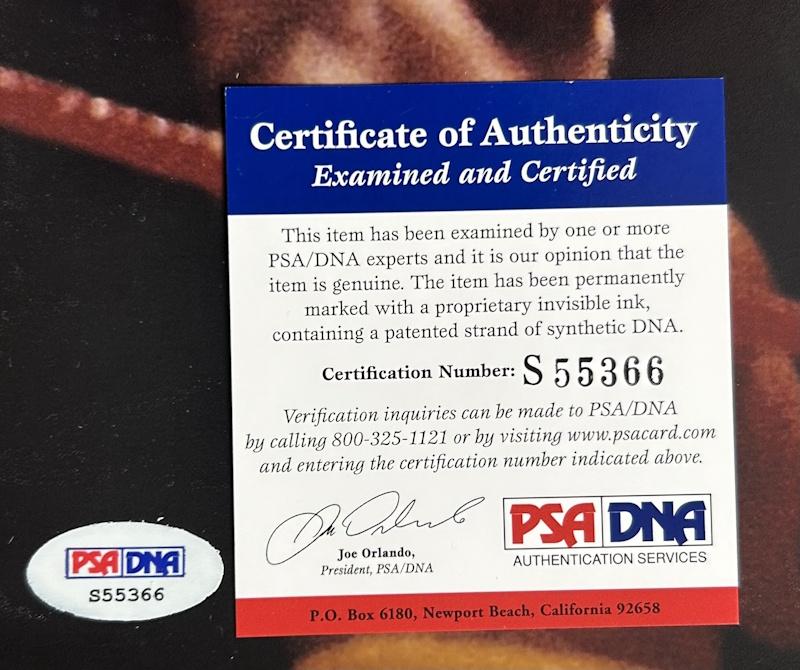 Certificate of Authenticity
Examined and Certified
This item has been examined by one or more
PSA/DNA experts and it is our opinion that the
item is genuine. The item has been permanently
marked with a proprietary invisible ink,
containing a patented strand of synthetic DNA.
Certification Number: S55366
Verification inquiries can be made to PSA/DNA
by calling 800-325-1121 or by visiting www.psacard.com
and entering the certification number indicated above.
Joe Orlando,
President, PSA/DNA
PSA DNA
AUTHENTICATION SERVICES
P.O. Box 6180, Newport Beach, California 92658
PSA DNA
S55366